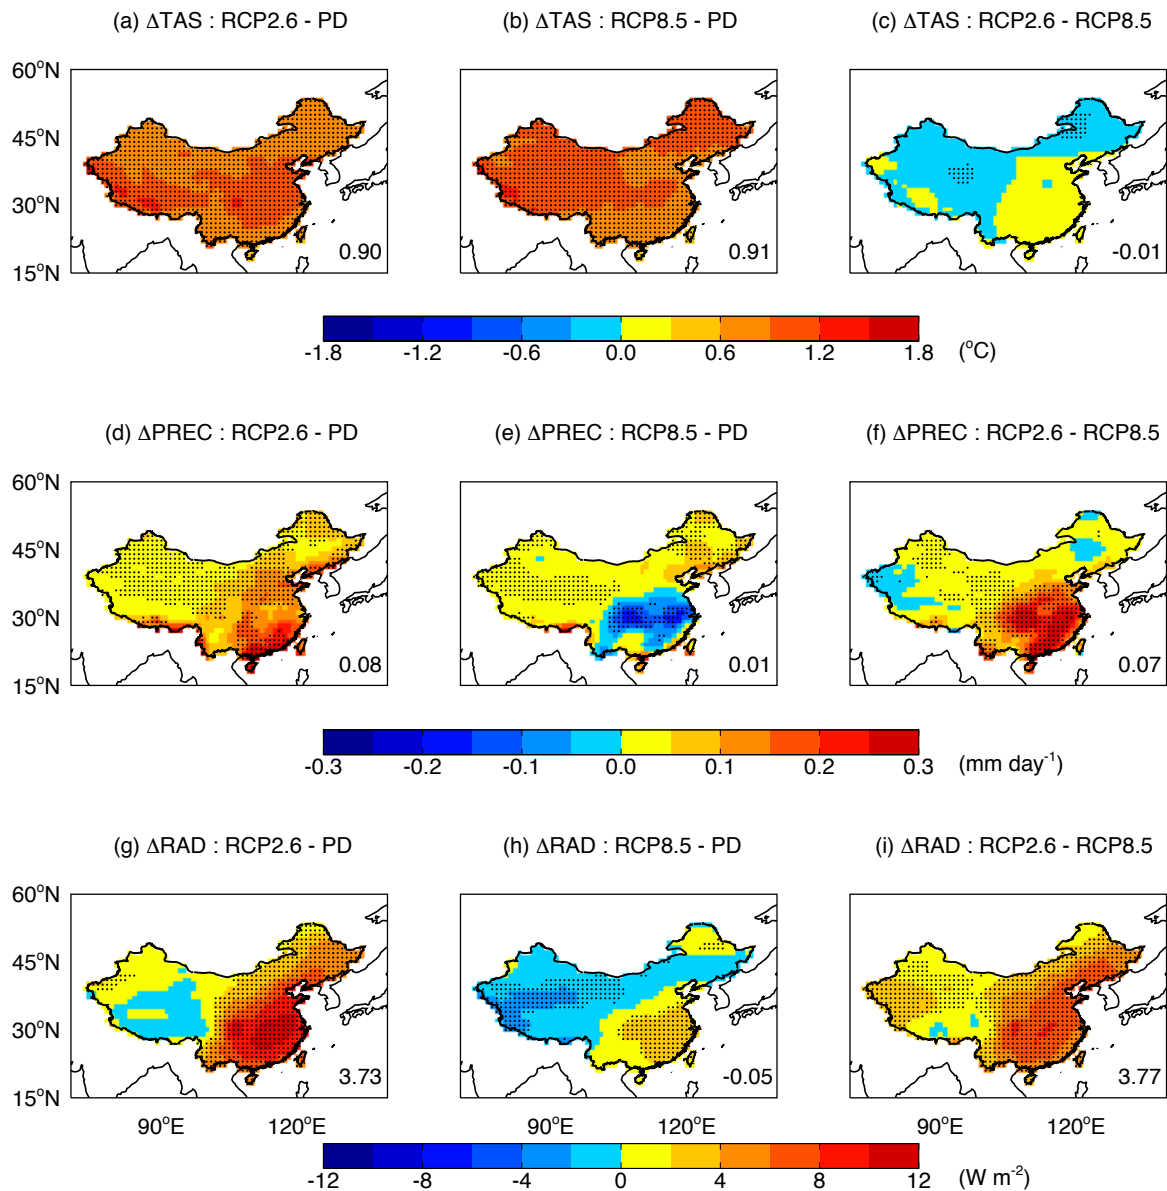 (a) ΔTAS : RCP2.6 - PD
(b) ΔTAS : RCP8.5 - PD
(c) ΔTAS : RCP2.6 - RCP8.5
60°N
45°N
30°N
15°N
0.90
0.91
-0.01
-1.8 -1.2 -0.6 0.0 0.6 1.2 1.8 (°C)
(d) ΔPREC : RCP2.6 - PD
(e) ΔPREC : RCP8.5 - PD
(f) ΔPREC : RCP2.6 - RCP8.5
60°N
45°N
30°N
15°N
0.08
0.01
0.07
-0.3 -0.2 -0.1 0.0 0.1 0.2 0.3 (mm day⁻¹)
(g) ΔRAD : RCP2.6 - PD
(h) ΔRAD : RCP8.5 - PD
(i) ΔRAD : RCP2.6 - RCP8.5
60°N
45°N
30°N
15°N
3.73
-0.05
3.77
90°E 120°E
90°E 120°E
90°E 120°E
-12 -8 -4 0 4 8 12 (W m⁻²)